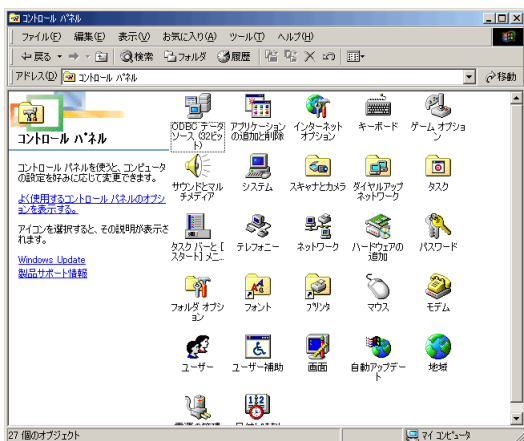 コントロール パネル
ファイル(F) 編集(E) 表示(V) お気に入り(A) ツール(T) ヘルプ(H)
戻る 検索 フォルダ 履歴
アドレス(D) コントロール パネル 移動
コントロール パネル
コントロール パネルを使うと、コンピュータ
の設定を好みに応じて変更できます。
よく使用するコントロール パネルのオプシ
ョンを表示する。
アイコンを選択すると、その説明が表示さ
れます。
Windows Update
製品サポート情報
ODBC データ
ソース (32ビッ
ト)
アプリケーション
の追加と削除
インターネット
オプション
キーボード
ゲーム オプショ
ン
サウンドとマル
チメディア
システム
スキャナとカメラ
ダイヤルアップ
ネットワーク
タスク
タスク バーと [
スタート] メニ...
テレフォニー
ネットワーク
ハードウェアの
追加
パスワード
フォルダ オプシ
ョン
フォント
プリンタ
マウス
モデム
ユーザー
ユーザー補助
画面
自動アップデー
ト
地域
27 個のオブジェクト
マイ コンピュータ